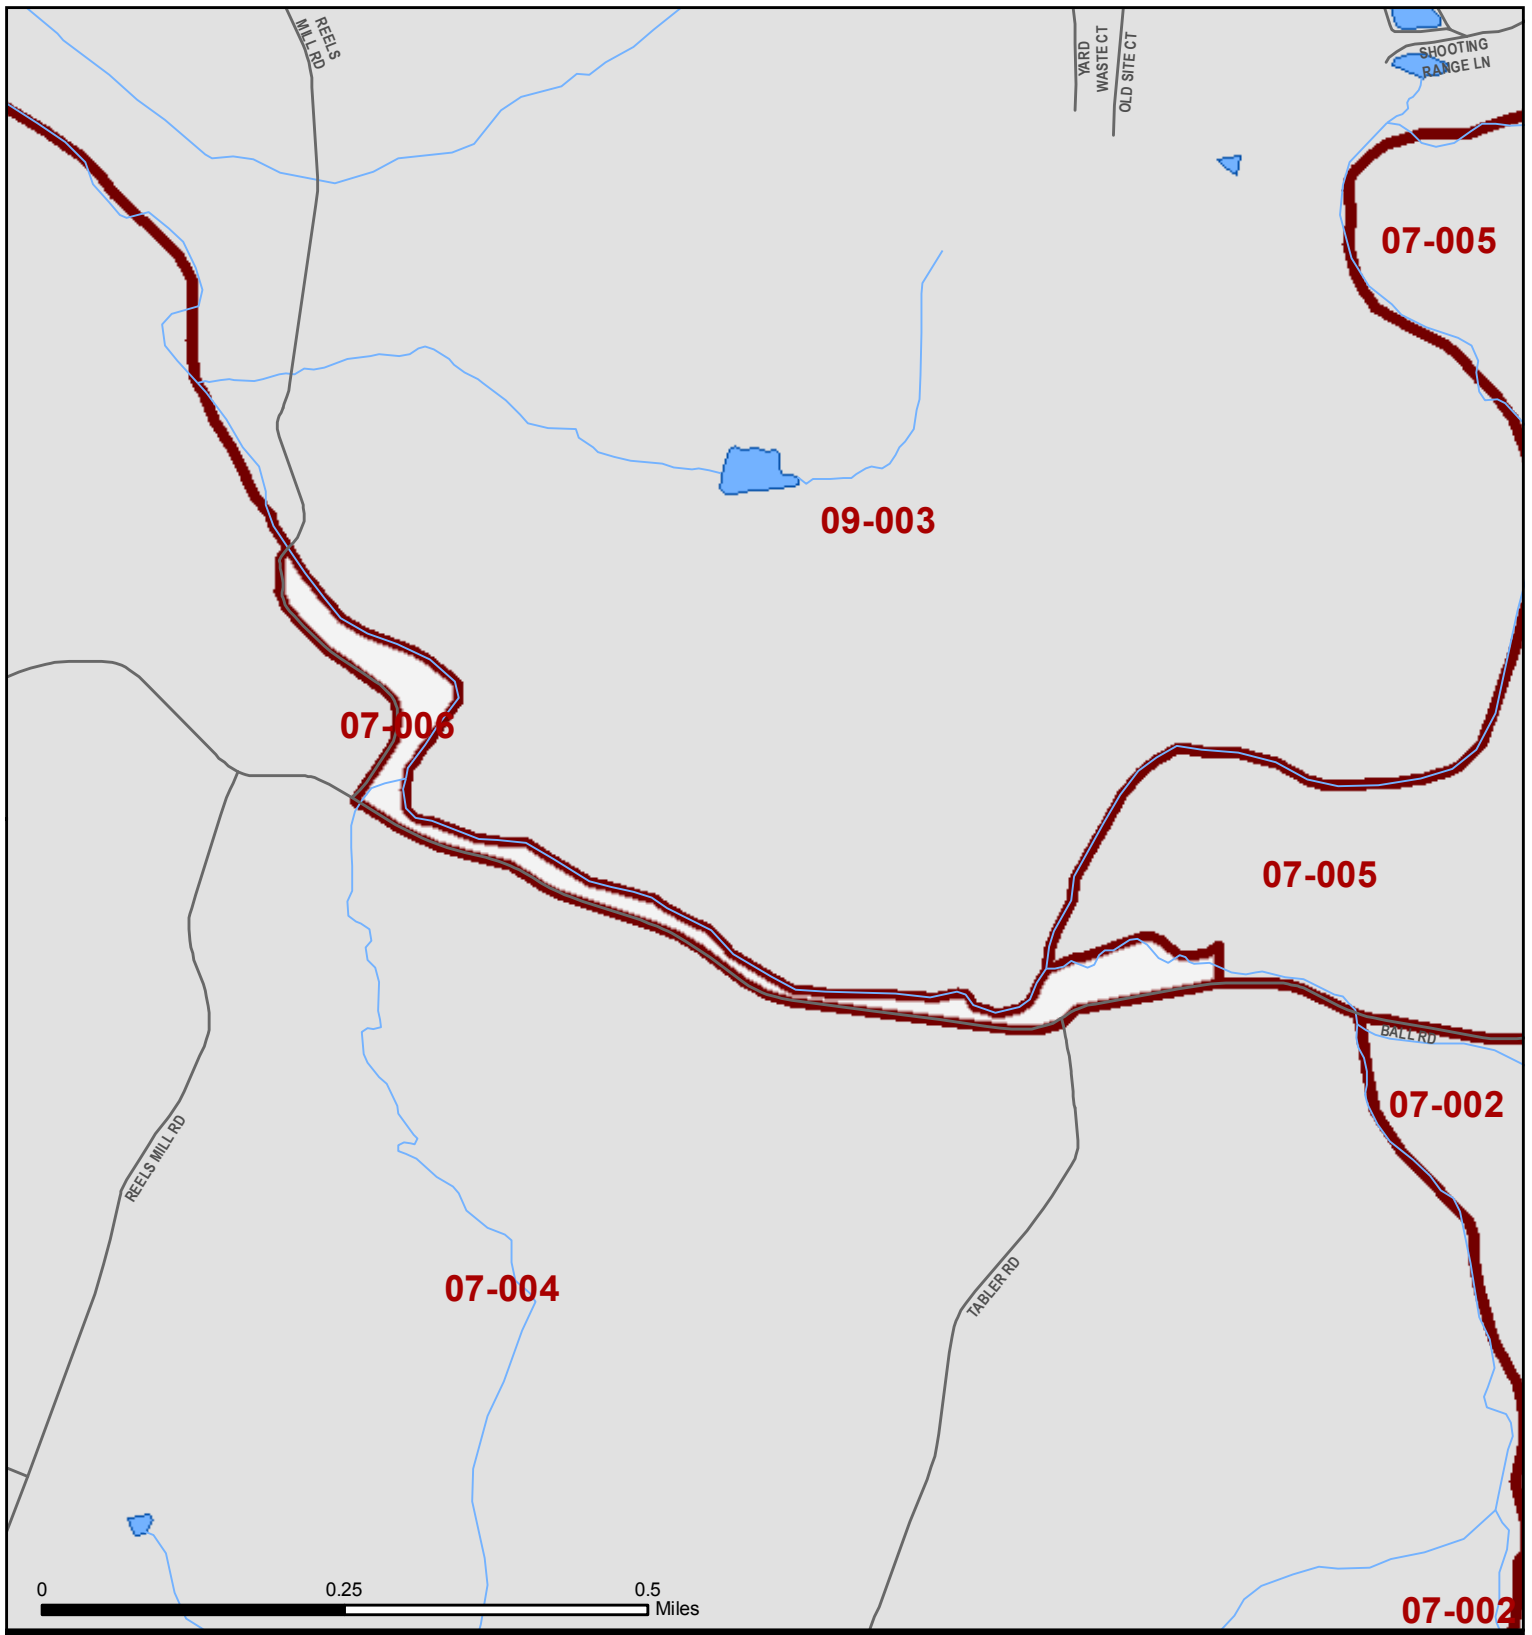 REELS
MILL RD
YARD
WASTE CT
OLD SITE CT
SHOOTING
RANGE LN
07-005
09-003
07-006
07-005
BALL RD
07-002
REELS MILL RD
TABLER RD
07-004
0 0.25 0.5
Miles
07-002